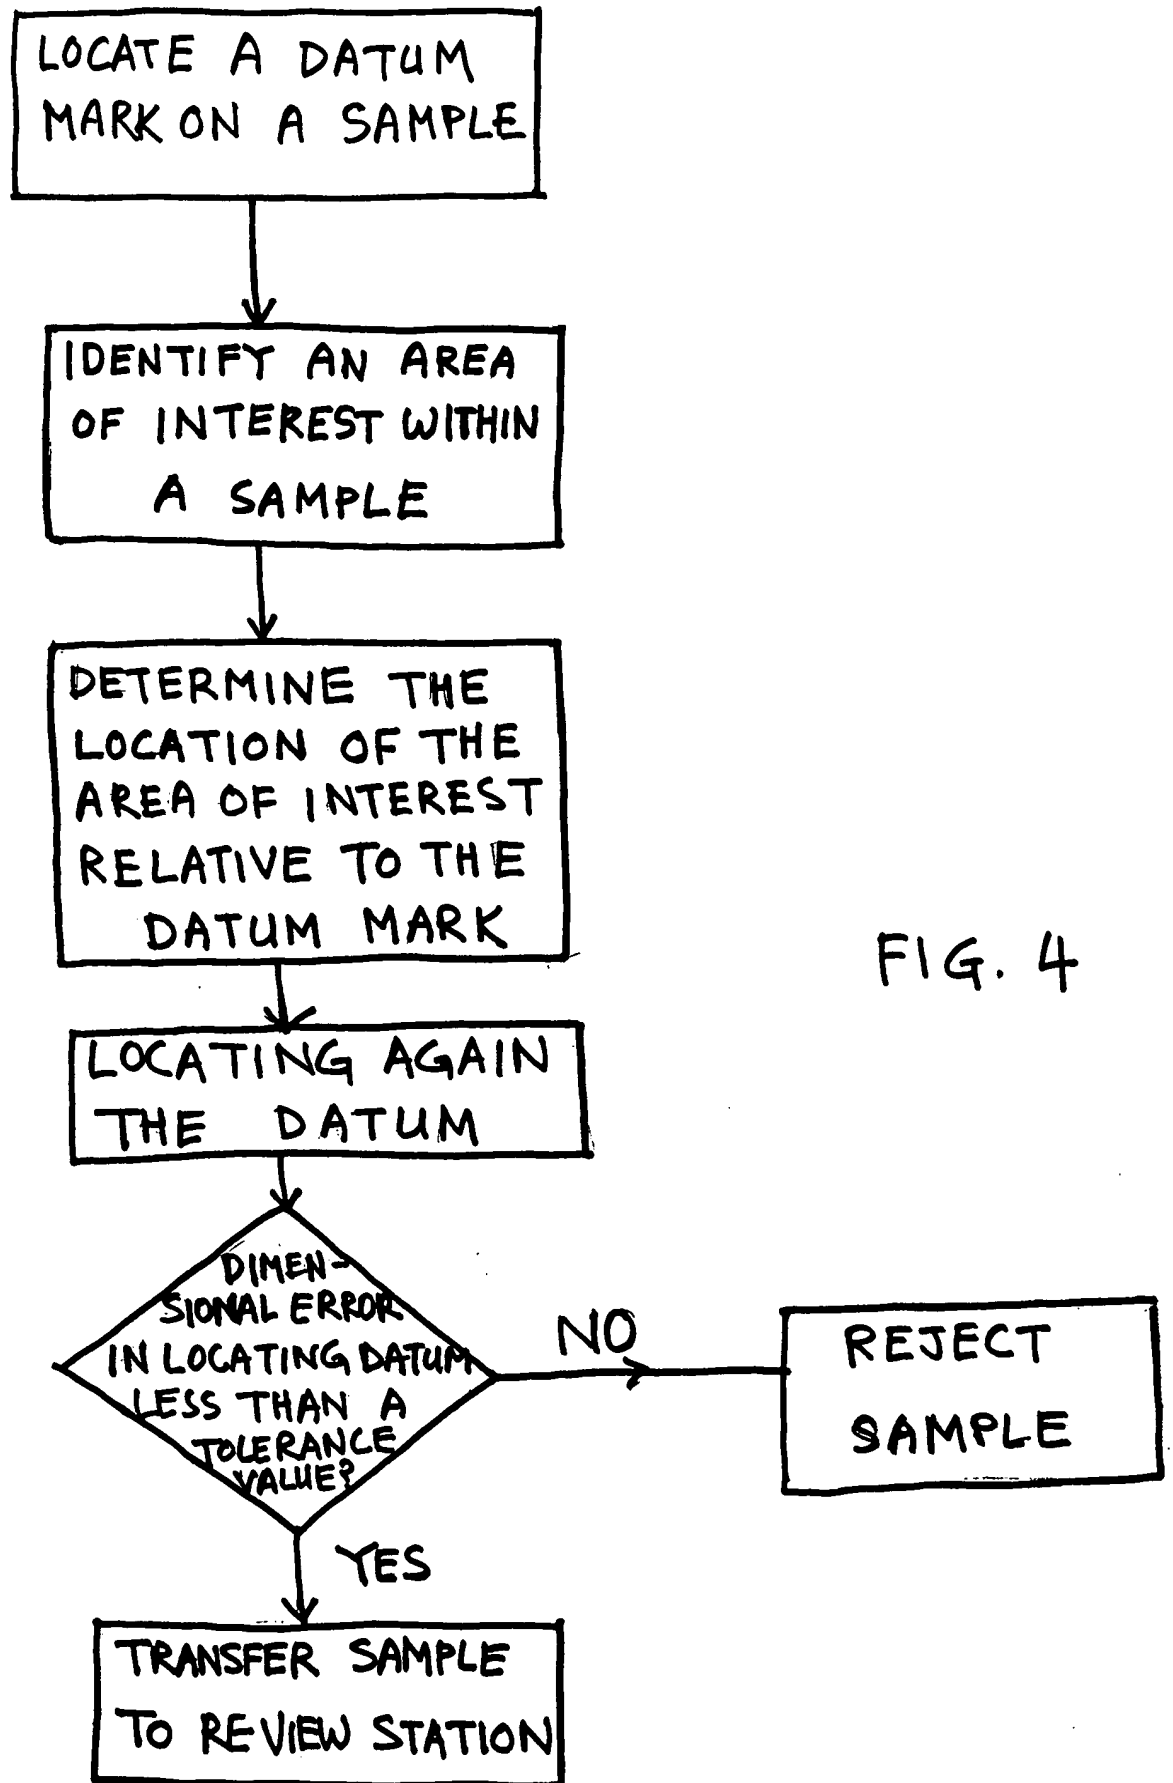 LOCATE A DATUM
MARK ON A SAMPLE
IDENTIFY AN AREA
OF INTEREST WITHIN
A SAMPLE
DETERMINE THE
LOCATION OF THE
AREA OF INTEREST
RELATIVE TO THE
DATUM MARK
FIG. 4
LOCATING AGAIN
THE DATUM
DIMEN-
SIONAL ERROR
IN LOCATING DATUM
LESS THAN A
TOLERANCE
VALUE?
NO
REJECT
SAMPLE
YES
TRANSFER SAMPLE
TO REVIEW STATION